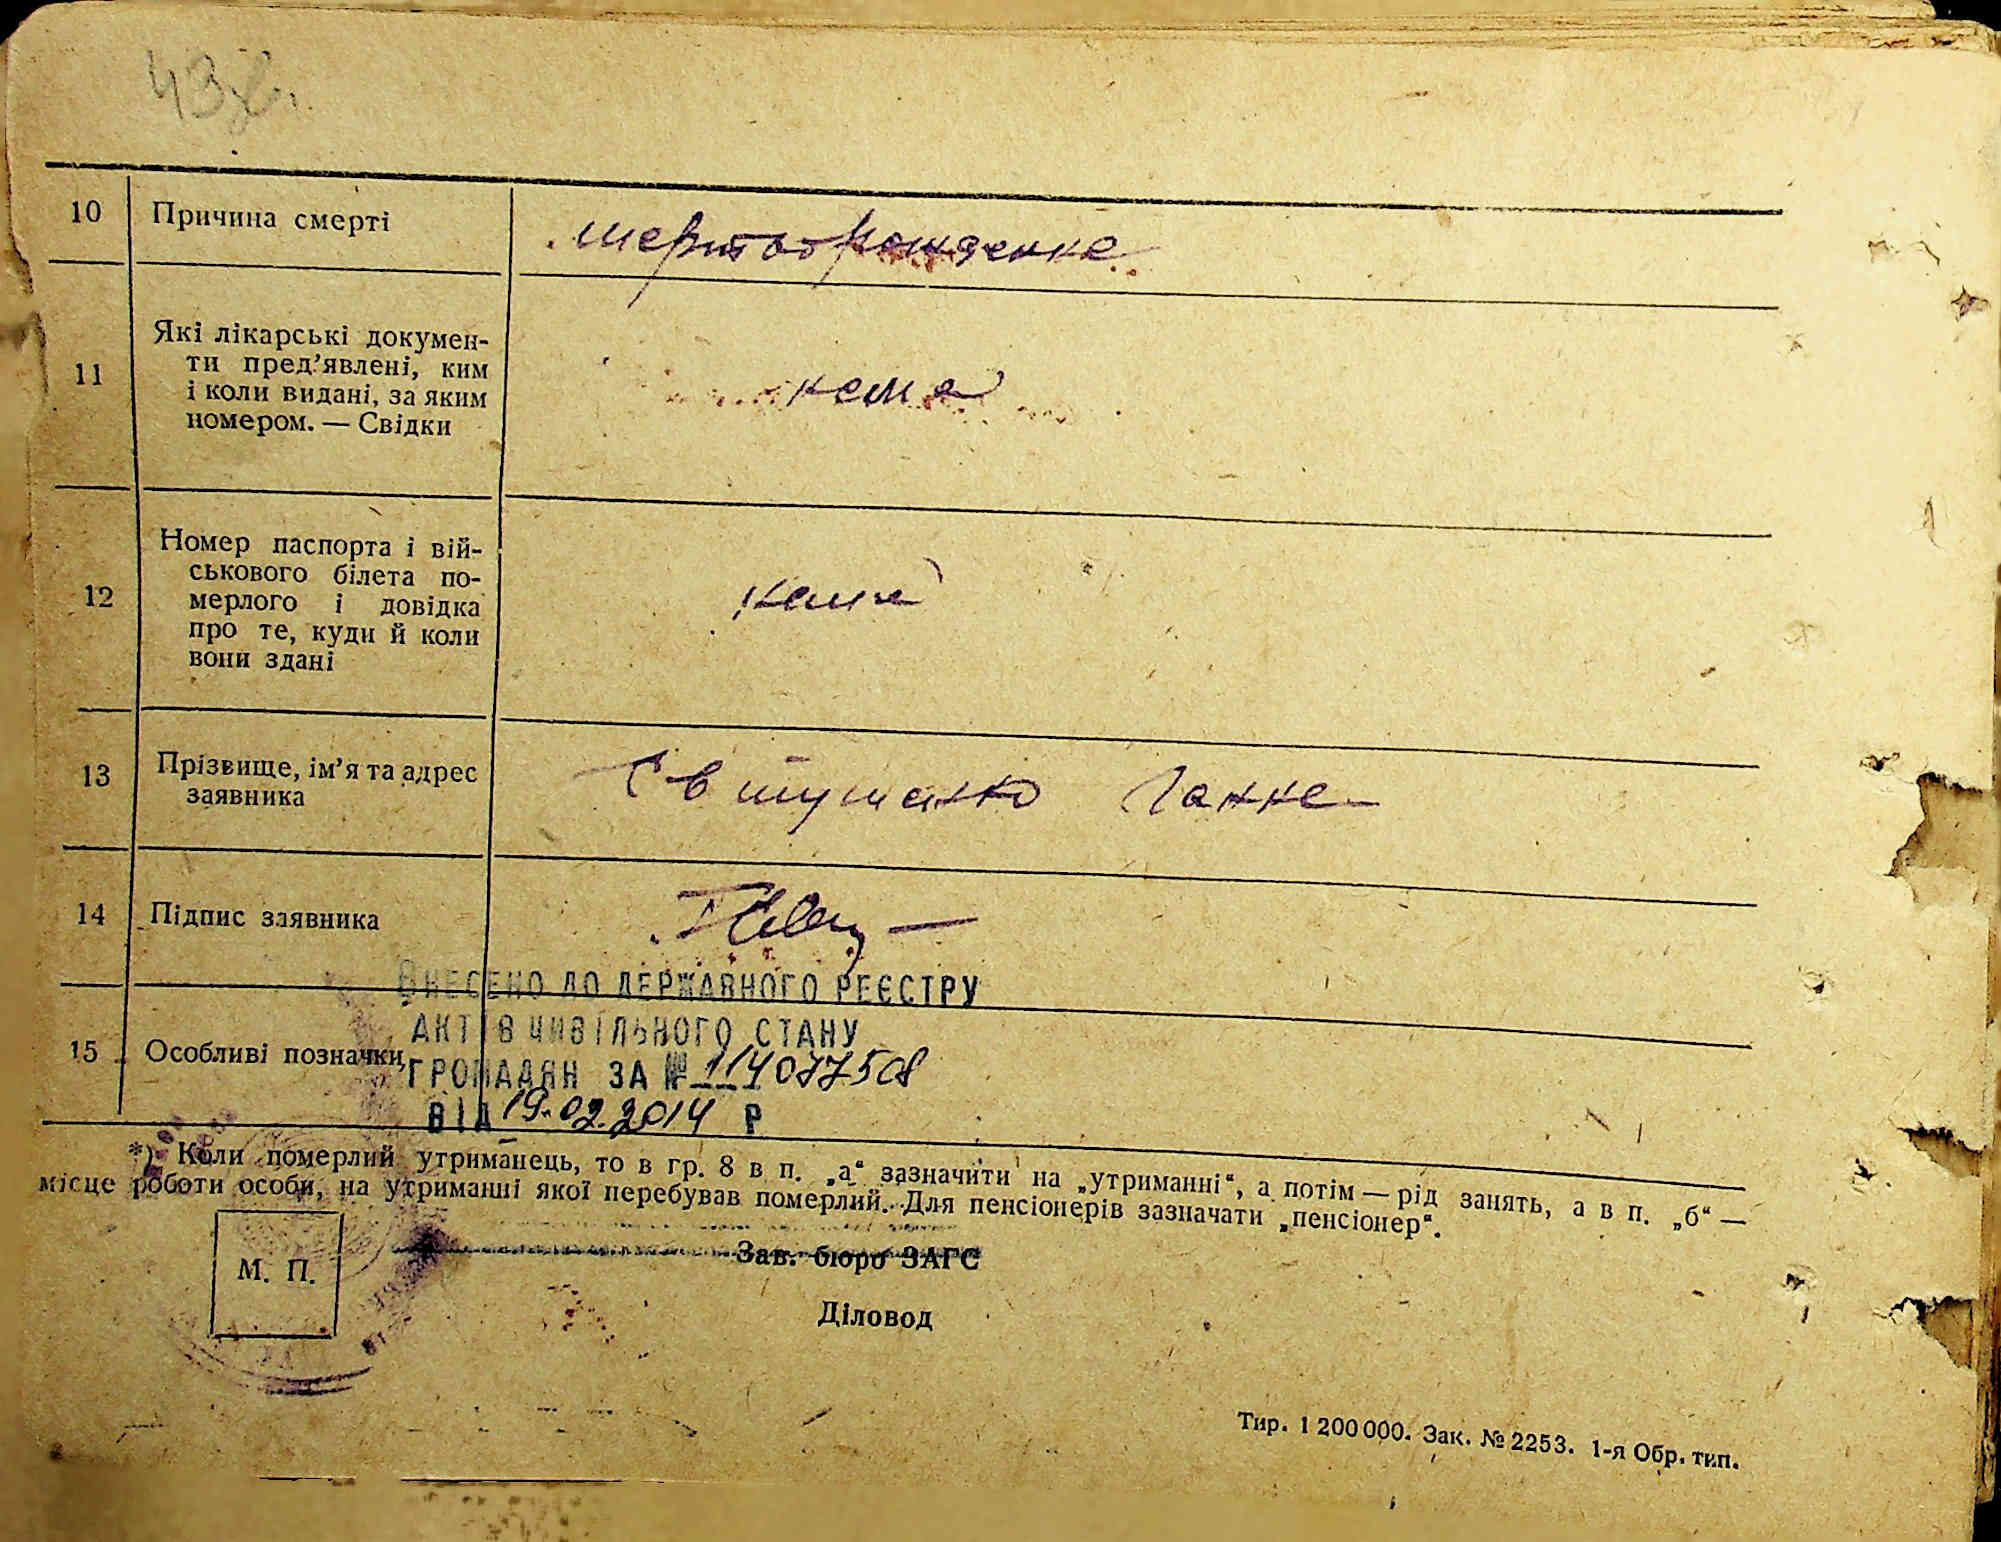 10 Причина смерті мертворожденне
11 Які лікарські докумен-
ти пред’явлені, ким
і коли видані, за яким
номером. — Свідки
нема
12 Номер паспорта і вій-
ськового білета по-
мерлого і довідка
про те, куди й коли
вони здані
нема
13 Прізвище, ім’я та адрес
заявника
Євтушенко Ганна
14 Підпис заявника
ВНЕСЕНО ДО ДЕРЖАВНОГО РЕЄСТРУ
АКТІВ ЦИВІЛЬНОГО СТАНУ
15 Особливі позначки
ГРОМАДЯН ЗА № 114077508
ВІД 19.02.2014 Р
*) Коли померлий утриманець, то в гр. 8 в п. „а“ зазначити на „утриманні“, а потім — рід занять, а в п. „б“ —
місце роботи особи, на утриманні якої перебував померлий. Для пенсіонерів зазначати „пенсіонер“.
Зав. бюро ЗАГС
М. П.
Діловод
Тир. 1 200 000. Зак. № 2253. 1-я Обр. тип.